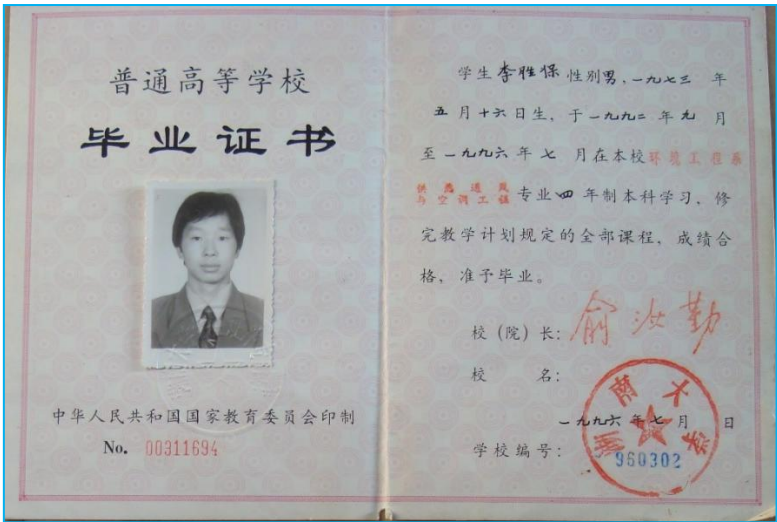 普通高等学校
毕业证书
中华人民共和国国家教育委员会印制
No. 00311694
学生 李胜保 性别 男，一九七三 年
五 月 十六 日生，于 一九九二 年 九 月
至 一九九六 年 七 月在本校 环境工程系
供热通风与空调工程 专业 四 年制本科学习，修
完教学计划规定的全部课程，成绩合
格，准予毕业。
校（院）长：俞汝勤
校 名：
湖南大学
一九九六 年 七 月 日
学校编号：960302